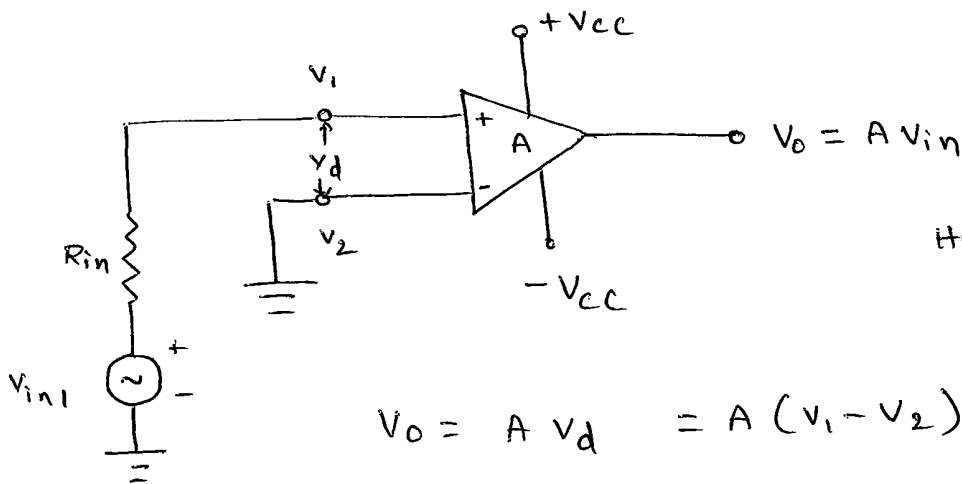 + Vcc
V1
+
A
Vo = A Vin
Vd
-
V2
Rin
- Vcc
+
Vin1
~
-
Vo = A Vd = A (V1 - V2)